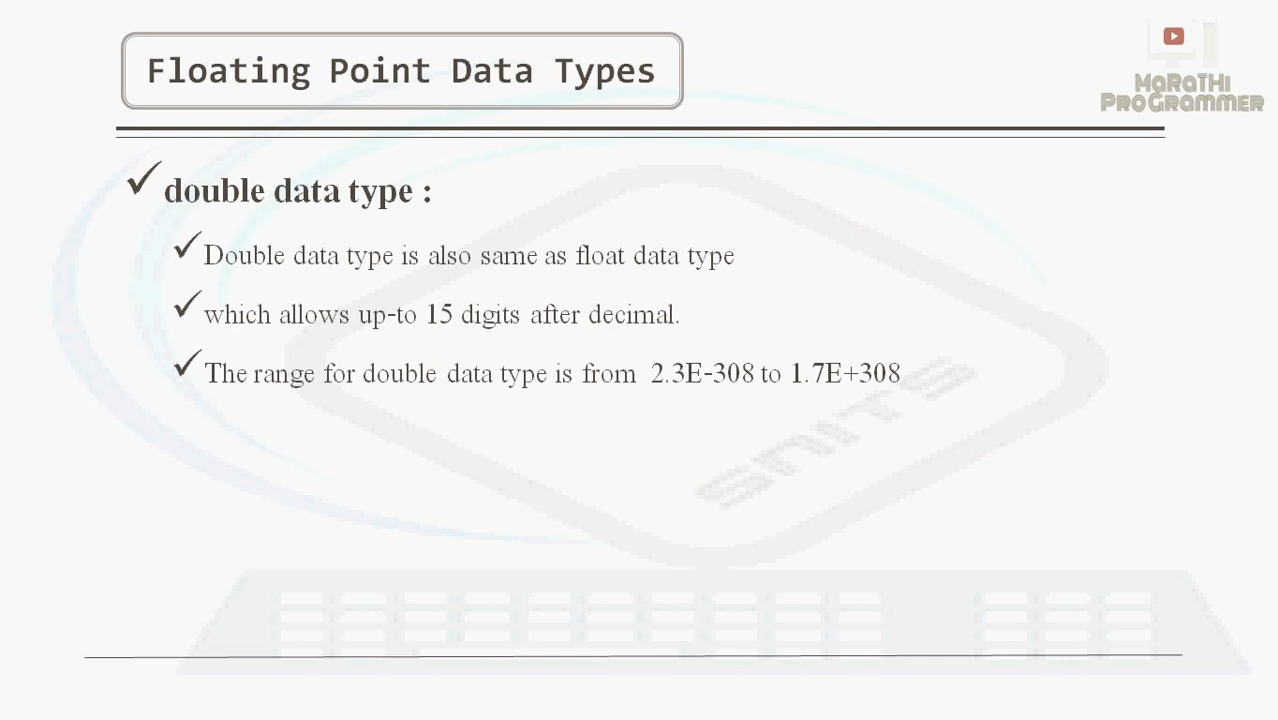 Floating Point Data Types
MaRaTHi
ProGrammer
double data type :
Double data type is also same as float data type
which allows up-to 15 digits after decimal.
The range for double data type is from 2.3E-308 to 1.7E+308
SNITS